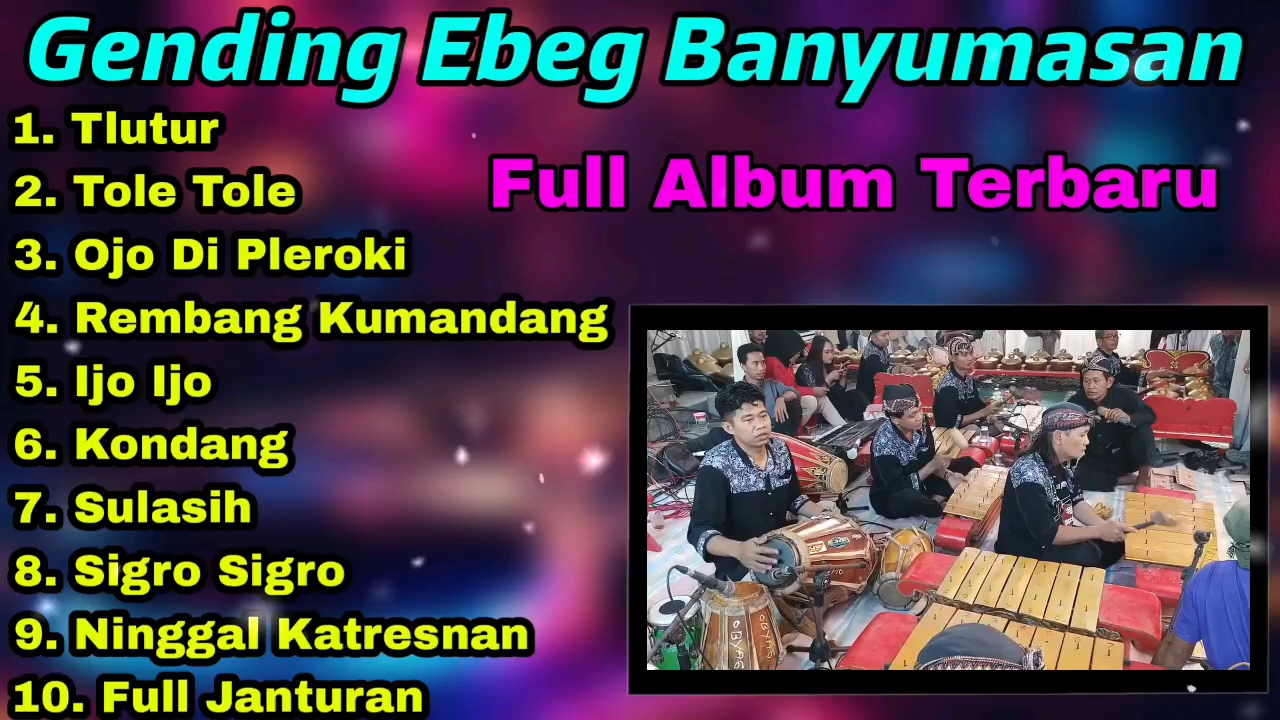 Gending Ebeg Banyumasan
Full Album Terbaru
1. Tlutur
2. Tole Tole
3. Ojo Di Pleroki
4. Rembang Kumandang
5. Ijo Ijo
6. Kondang
7. Sulasih
8. Sigro Sigro
9. Ninggal Katresnan
10. Full Janturan